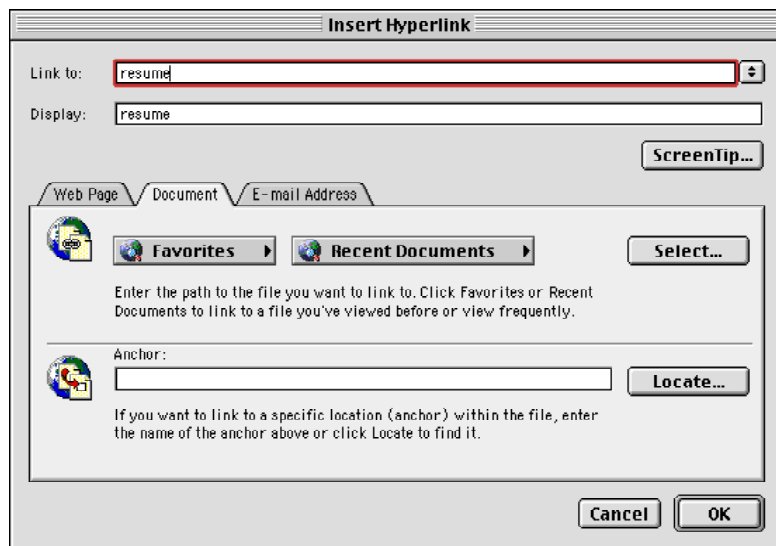 Insert Hyperlink
Link to: resume
Display: resume
ScreenTip...
Web Page Document E-mail Address
Favorites Recent Documents Select...
Enter the path to the file you want to link to. Click Favorites or Recent
Documents to link to a file you've viewed before or view frequently.
Anchor:
Locate...
If you want to link to a specific location (anchor) within the file, enter
the name of the anchor above or click Locate to find it.
Cancel OK